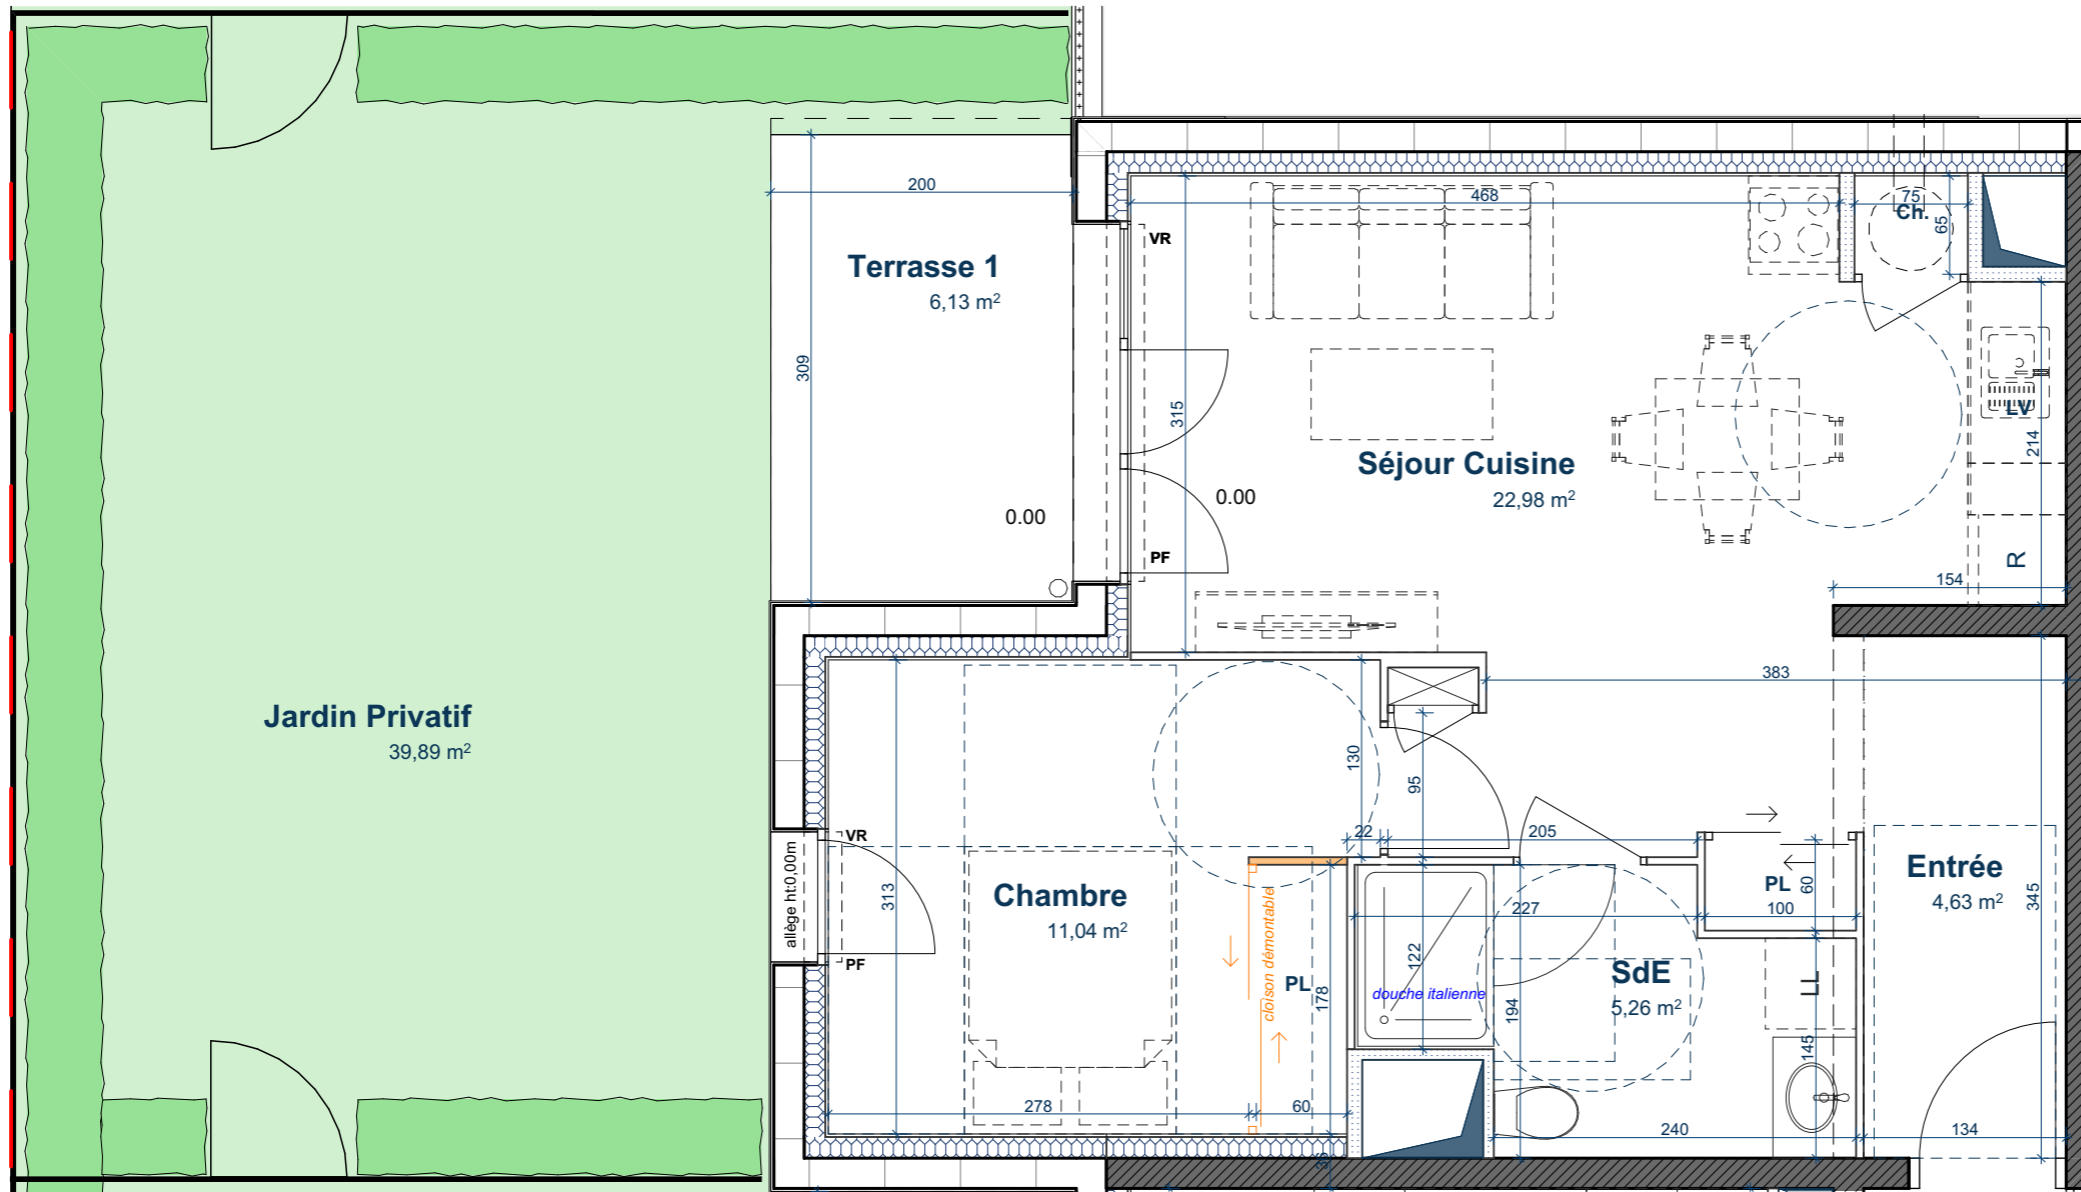 200
468
75
Ch.
65
VR
Terrasse 1
6,13 m²
309
315
LV
214
Séjour Cuisine
22,98 m²
0.00
0.00
PF
R
154
383
Jardin Privatif
39,89 m²
130
95
22
205
VR
allège ht:0,00m
PF
313
Chambre
11,04 m²
cloison démontable
PL
178
227
122
douche italienne
194
SdE
5,26 m²
PL
60
100
LL
145
Entrée
4,63 m²
345
278
60
240
134